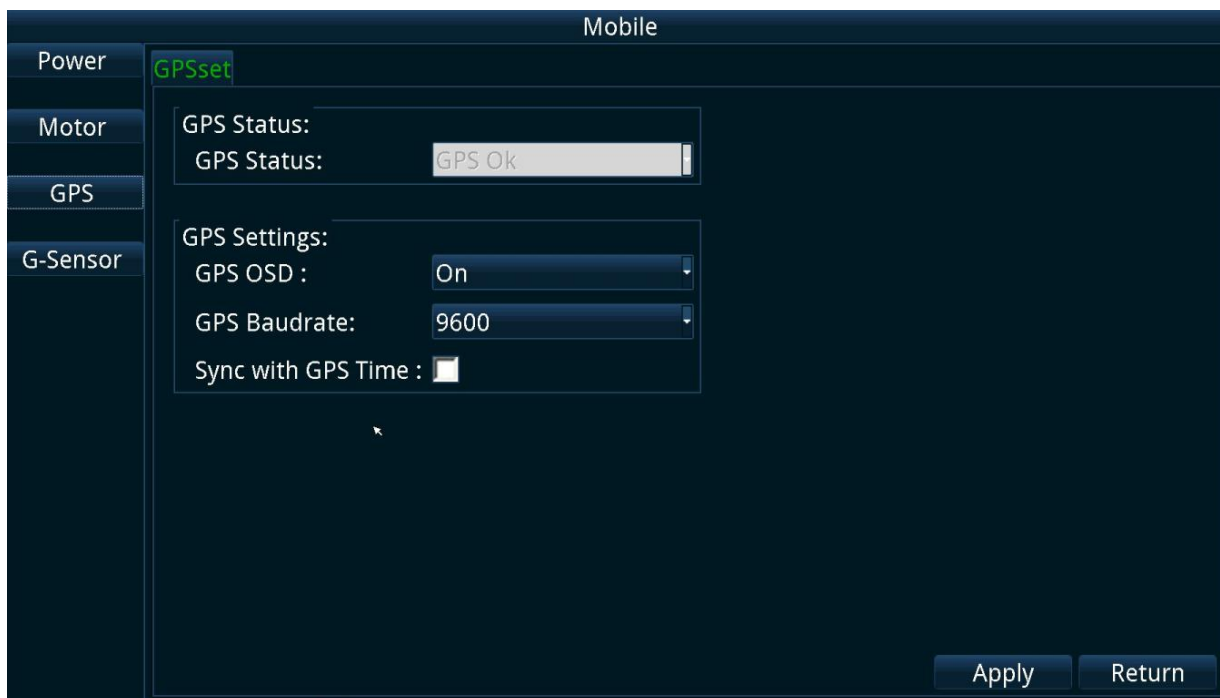 Mobile
Power
Motor
GPS
G-Sensor
GPSset
GPS Status:
GPS Status: GPS Ok
GPS Settings:
GPS OSD : On
GPS Baudrate: 9600
Sync with GPS Time :
Apply Return